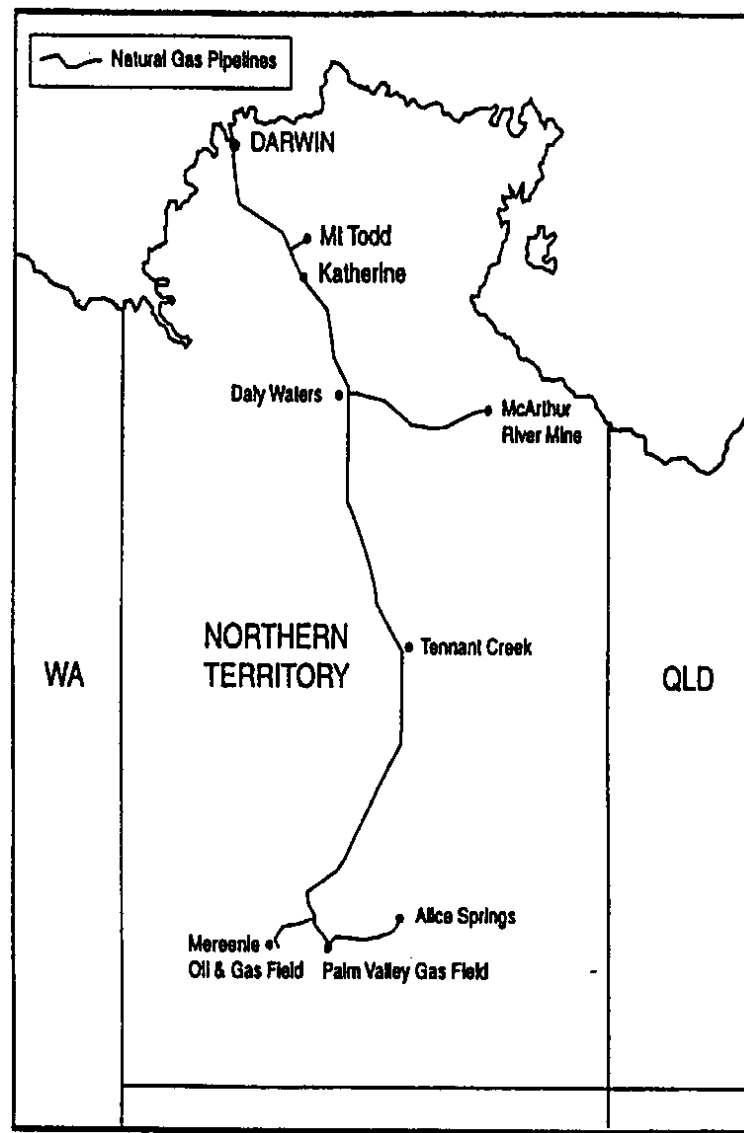 Natural Gas Pipelines
DARWIN
Mt Todd
Katherine
Daly Waters
McArthur
River Mine
NORTHERN
TERRITORY
Tennant Creek
WA
QLD
Alice Springs
Mereenie
Oil & Gas Field
Palm Valley Gas Field